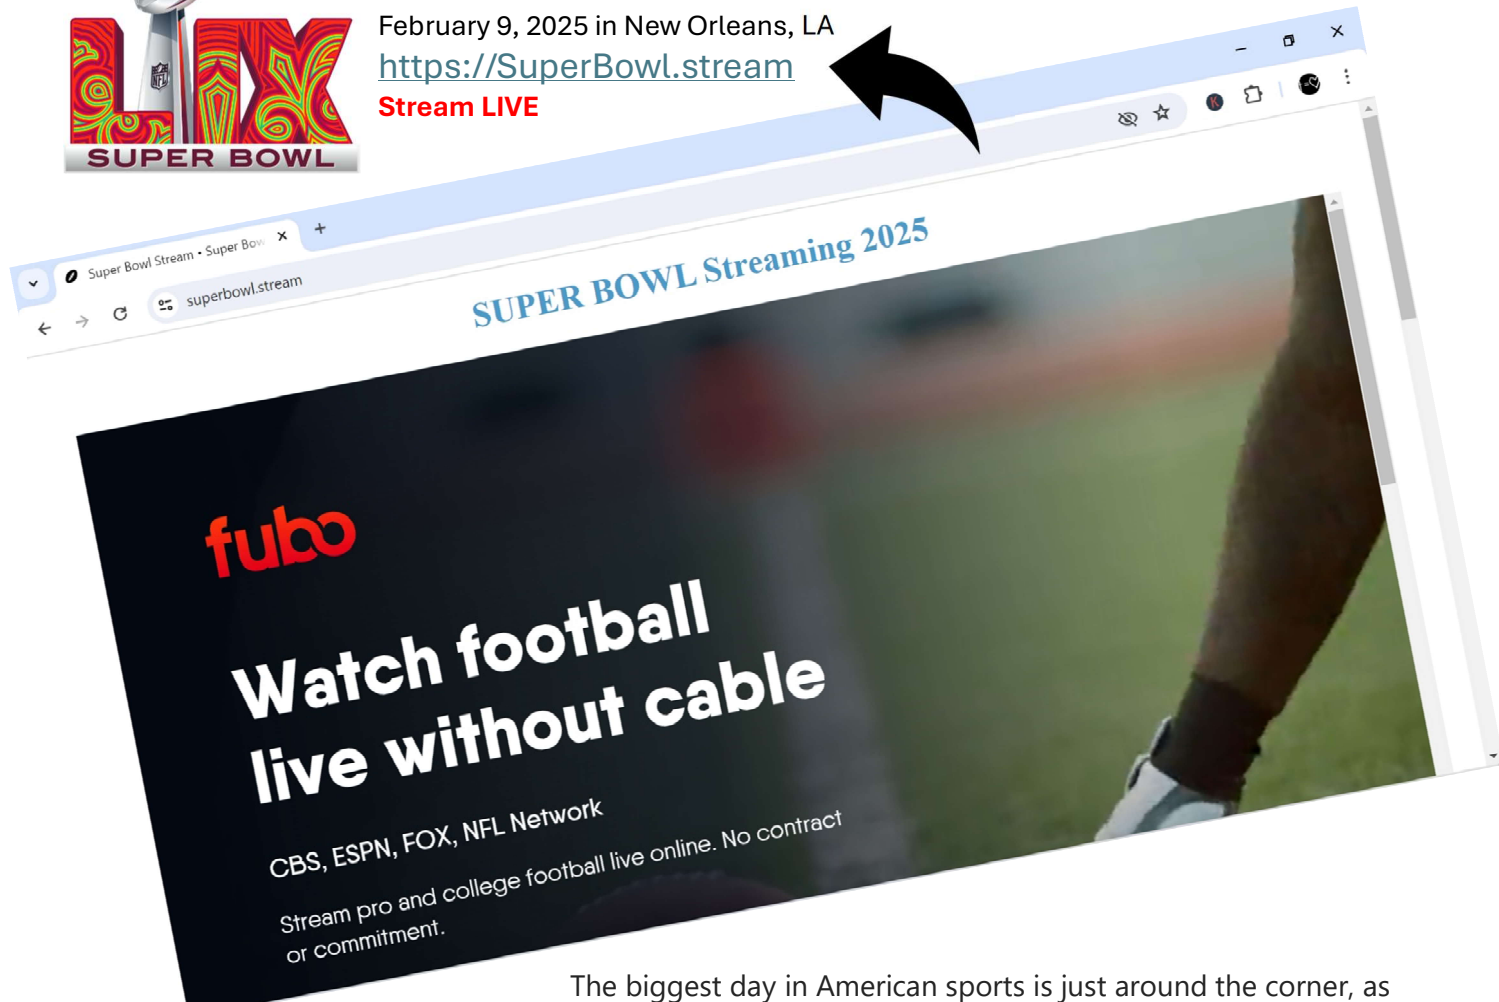 LIX
SUPER BOWL
February 9, 2025 in New Orleans, LA
https://SuperBowl.stream
Stream LIVE
Super Bowl Stream • Super Bow
superbowl.stream
SUPER BOWL Streaming 2025
fubo
Watch football
live without cable
CBS, ESPN, FOX, NFL Network
Stream pro and college football live online. No contract
or commitment.
The biggest day in American sports is just around the corner, as